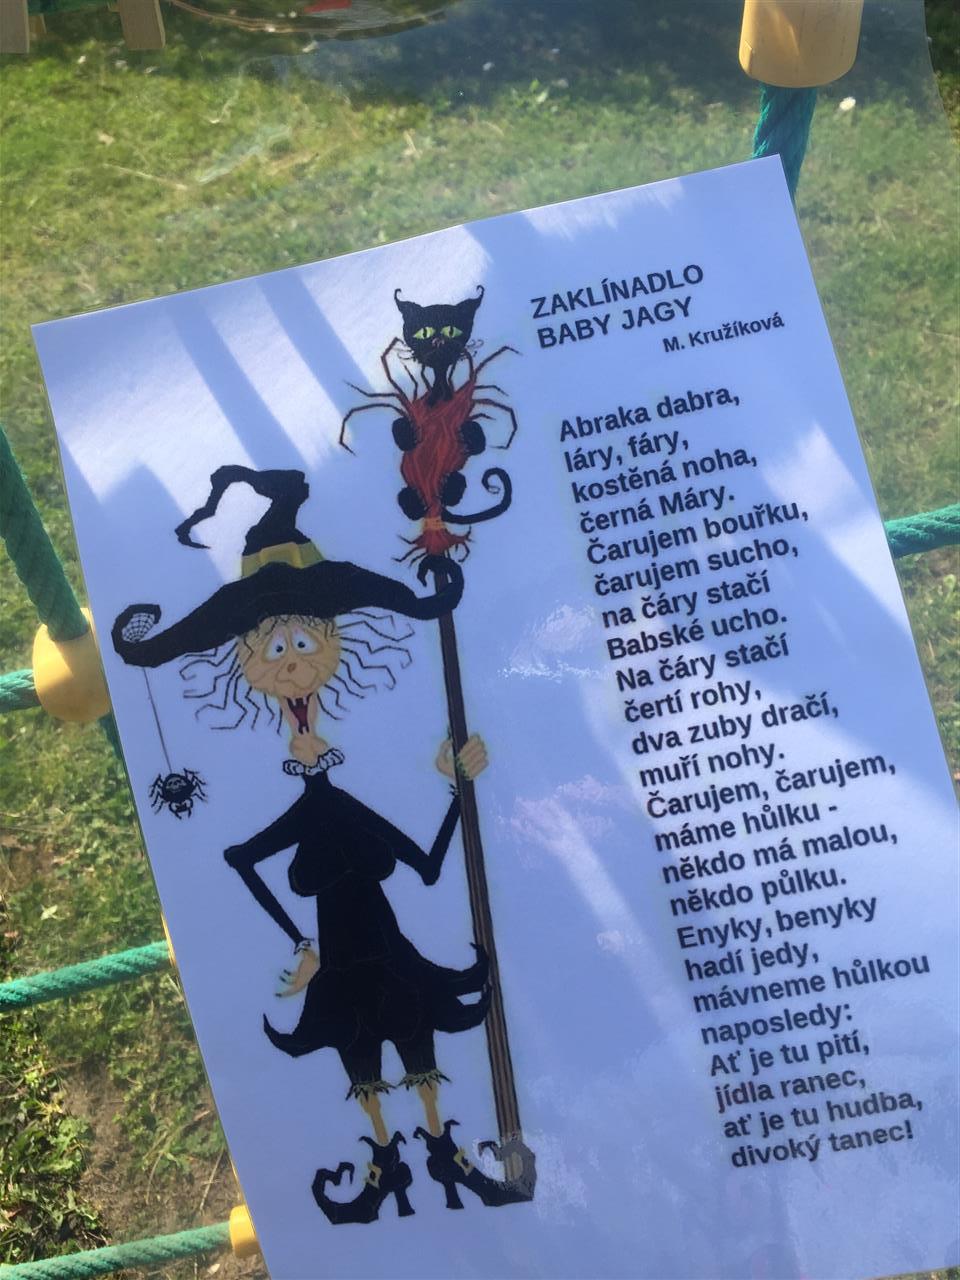 ZAKLÍNADLO
BABY JAGY
M. Kružíková
Abraka dabra,
láry, fáry,
kostěná noha,
černá Máry.
Čarujem bouřku,
čarujem sucho,
na čáry stačí
Babské ucho.
Na čáry stačí
čertí rohy,
dva zuby dračí,
muří nohy.
Čarujem, čarujem,
máme hůlku -
někdo má malou,
někdo půlku.
Enyky, benyky
hadí jedy,
mávneme hůlkou
naposledy:
Ať je tu pití,
jídla ranec,
ať je tu hudba,
divoký tanec!